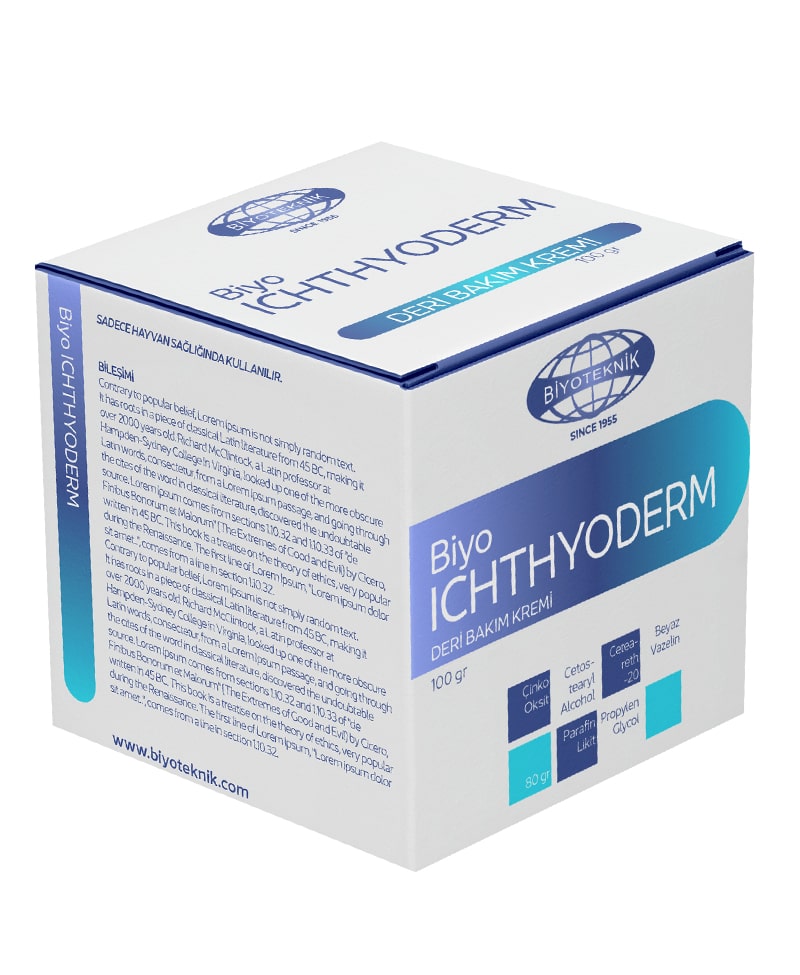 BİYOTEKNİK
SINCE 1955
Biyo
ICHTHYODERM
DERİ BAKIM KREMİ
100 gr
Biyo ICHTHYODERM
SADECE HAYVAN SAĞLIĞINDA KULLANILIR.
BİLEŞİMİ
Contrary to popular belief, Lorem Ipsum is not simply random text.
It has roots in a piece of classical Latin literature from 45 BC, making it
over 2000 years old. Richard McClintock, a Latin professor at
Hampden-Sydney College in Virginia, looked up one of the more obscure
Latin words, consectetur, from a Lorem Ipsum passage, and going through
the cites of the word in classical literature, discovered the undoubtable
source. Lorem Ipsum comes from sections 1.10.32 and 1.10.33 of "de
Finibus Bonorum et Malorum" (The Extremes of Good and Evil) by Cicero,
written in 45 BC. This book is a treatise on the theory of ethics, very popular
during the Renaissance. The first line of Lorem Ipsum, "Lorem ipsum dolor
sit amet..", comes from a line in section 1.10.32.
Contrary to popular belief, Lorem Ipsum is not simply random text.
It has roots in a piece of classical Latin literature from 45 BC, making it
over 2000 years old. Richard McClintock, a Latin professor at
Hampden-Sydney College in Virginia, looked up one of the more obscure
Latin words, consectetur, from a Lorem Ipsum passage, and going through
the cites of the word in classical literature, discovered the undoubtable
source. Lorem Ipsum comes from sections 1.10.32 and 1.10.33 of "de
Finibus Bonorum et Malorum" (The Extremes of Good and Evil) by Cicero,
written in 45 BC. This book is a treatise on the theory of ethics, very popular
during the Renaissance. The first line of Lorem Ipsum, "Lorem ipsum dolor
sit amet..", comes from a line in section 1.10.32.
www.biyoteknik.com
BİYOTEKNİK
SINCE 1955
Biyo
ICHTHYODERM
DERİ BAKIM KREMİ
100 gr
Çinko
Oksit
Cetos-
tearyl
Alcohol
Cetea-
reth
-20
Beyaz
Vazelin
80 gr
Parafin
Likit
Propylen
Glycol